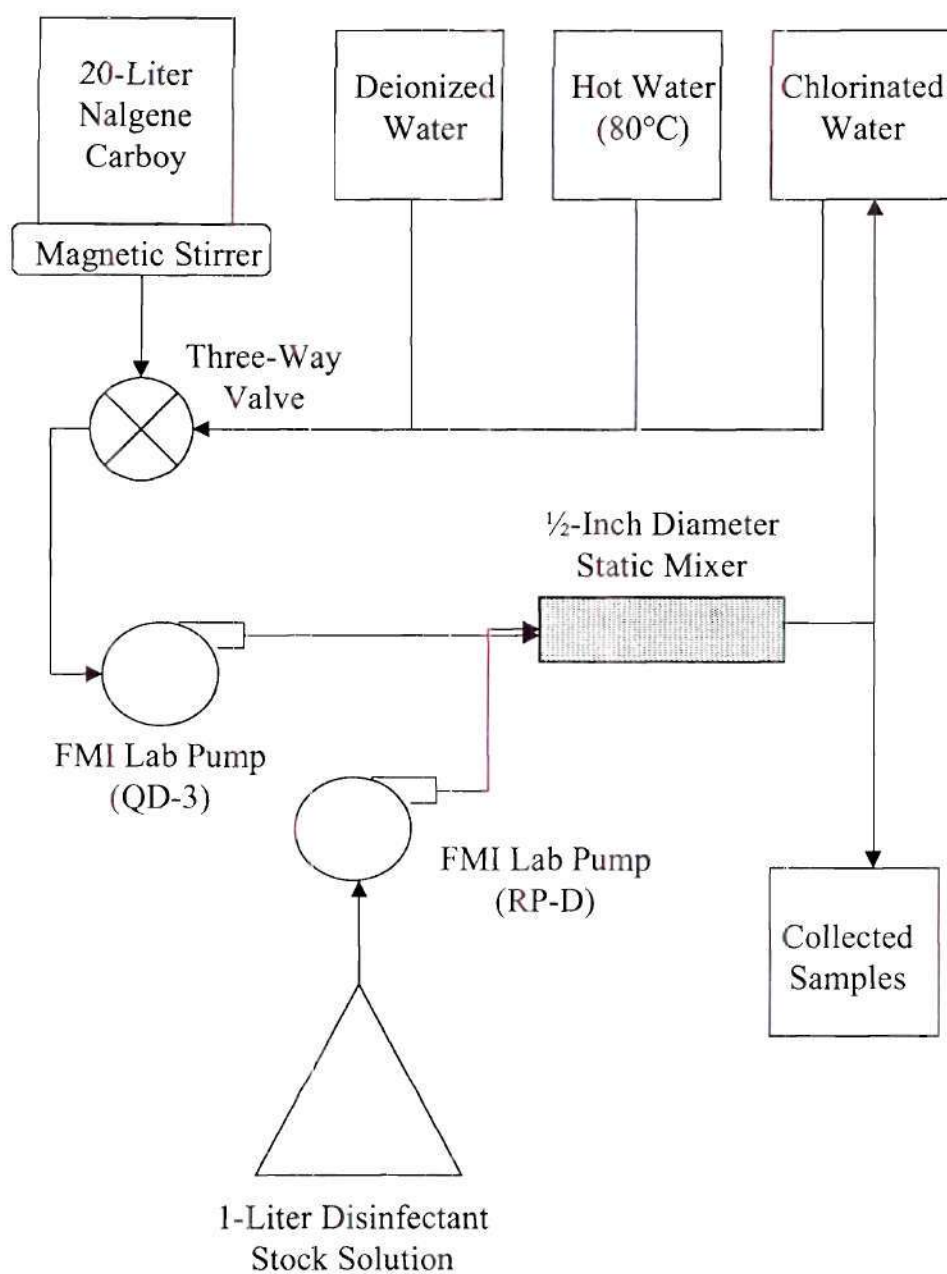 20-Liter
Nalgene
Carboy
Magnetic Stirrer
Deionized
Water
Hot Water
(80°C)
Chlorinated
Water
Three-Way
Valve
½-Inch Diameter
Static Mixer
FMI Lab Pump
(QD-3)
FMI Lab Pump
(RP-D)
Collected
Samples
1-Liter Disinfectant
Stock Solution